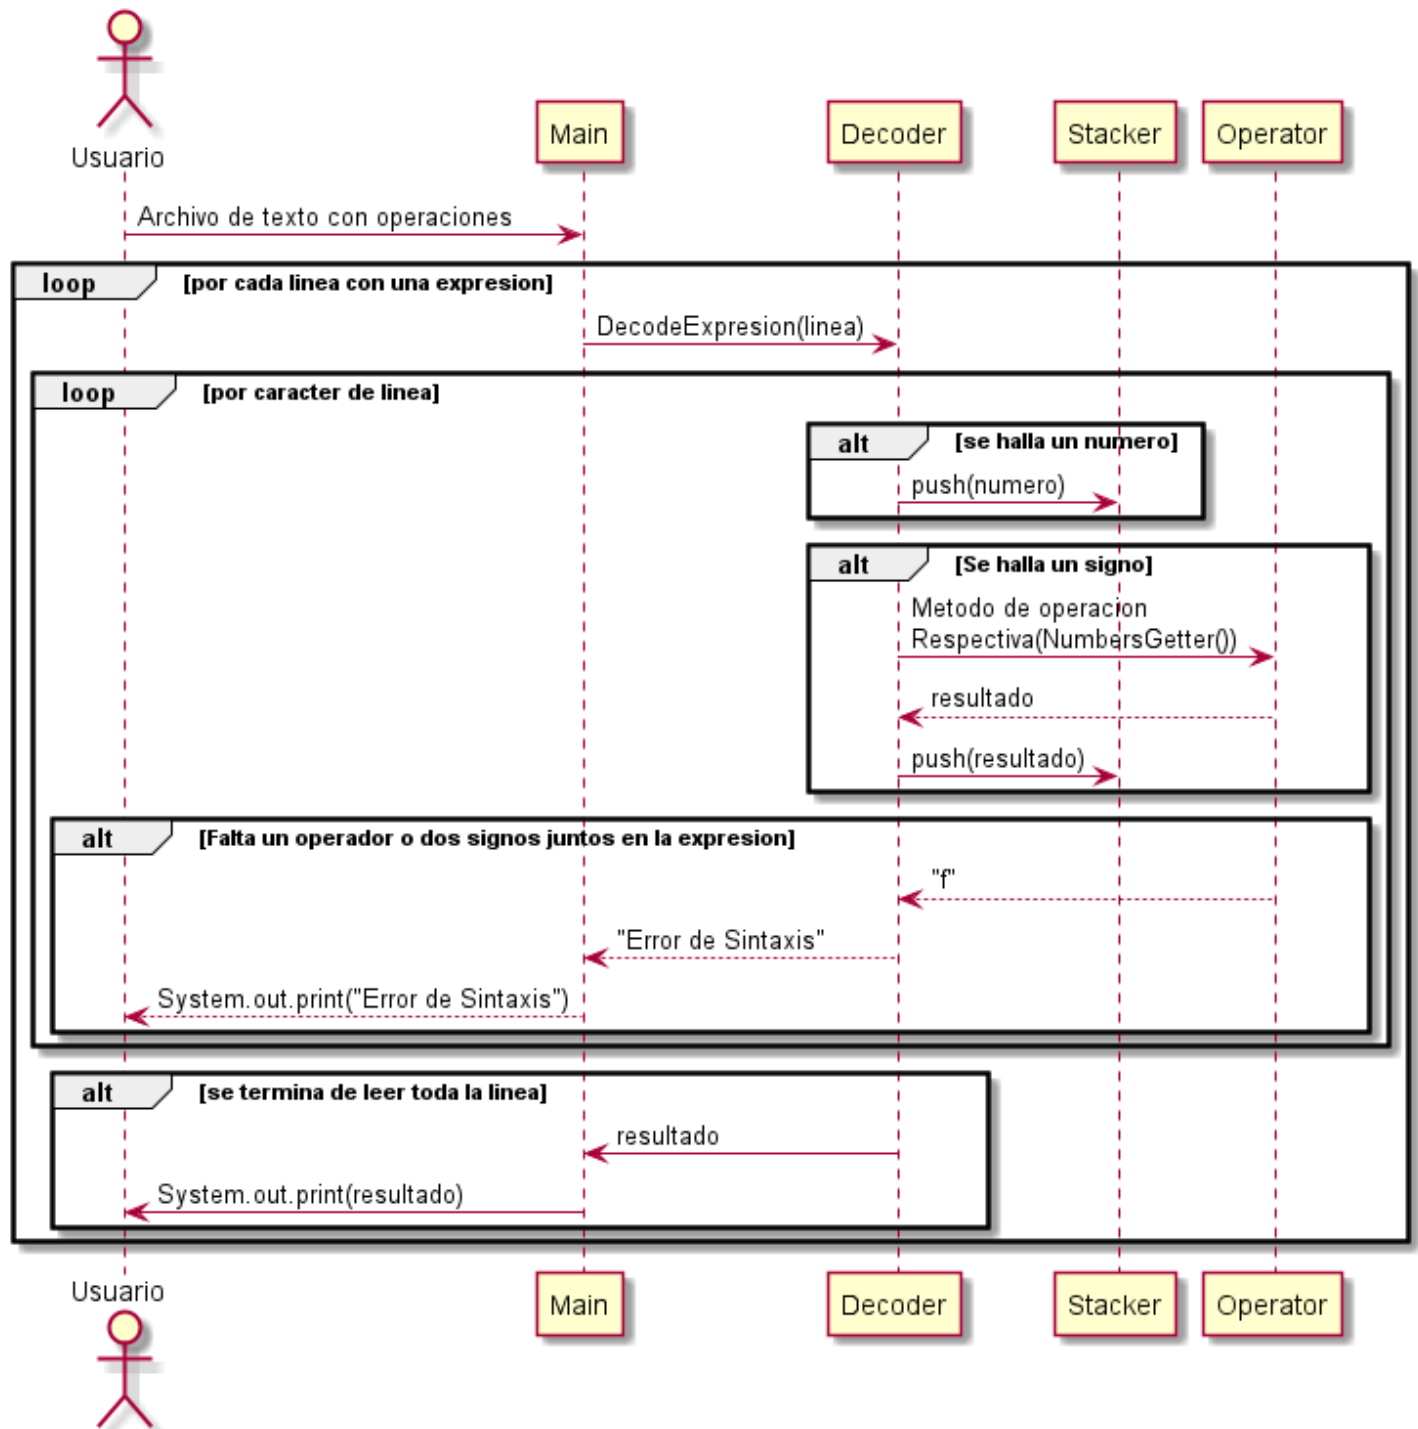 Usuario
Main
Decoder
Stacker
Operator
Archivo de texto con operaciones
loop [por cada linea con una expresion]
DecodeExpresion(linea)
loop [por caracter de linea]
alt [se halla un numero]
push(numero)
alt [Se halla un signo]
Metodo de operacion
Respectiva(NumbersGetter())
resultado
push(resultado)
alt [Falta un operador o dos signos juntos en la expresion]
"f"
"Error de Sintaxis"
System.out.print("Error de Sintaxis")
alt [se termina de leer toda la linea]
resultado
System.out.print(resultado)
Usuario
Main
Decoder
Stacker
Operator